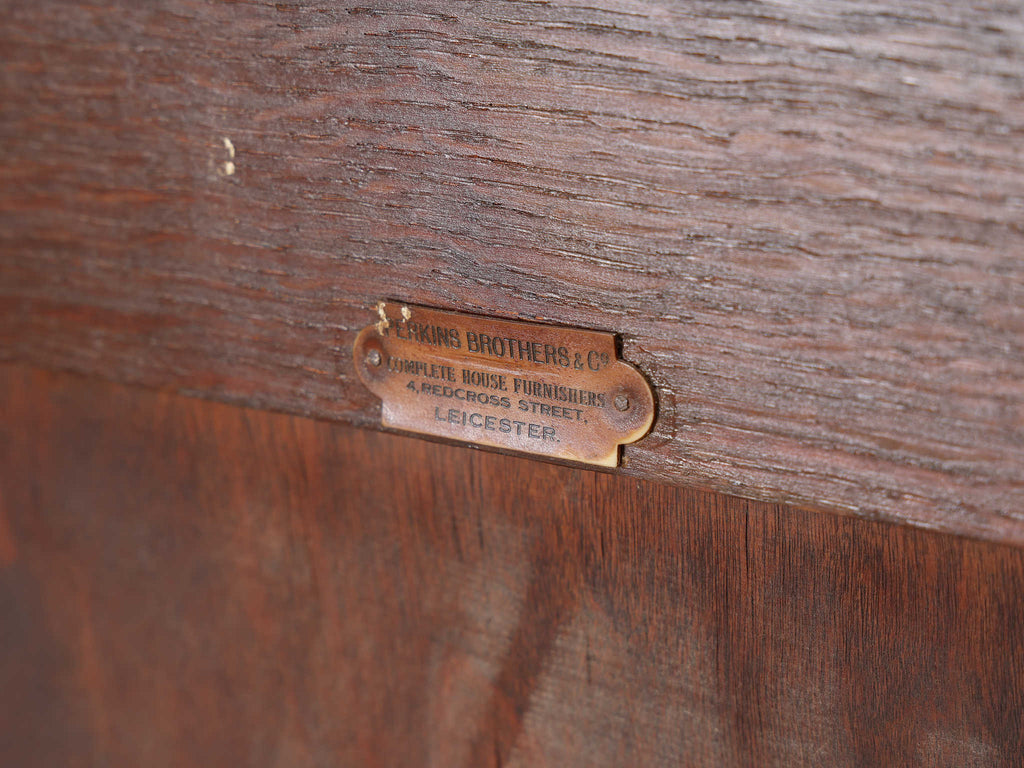 PERKINS BROTHERS & Co
COMPLETE HOUSE FURNISHERS
4, REDCROSS STREET,
LEICESTER.